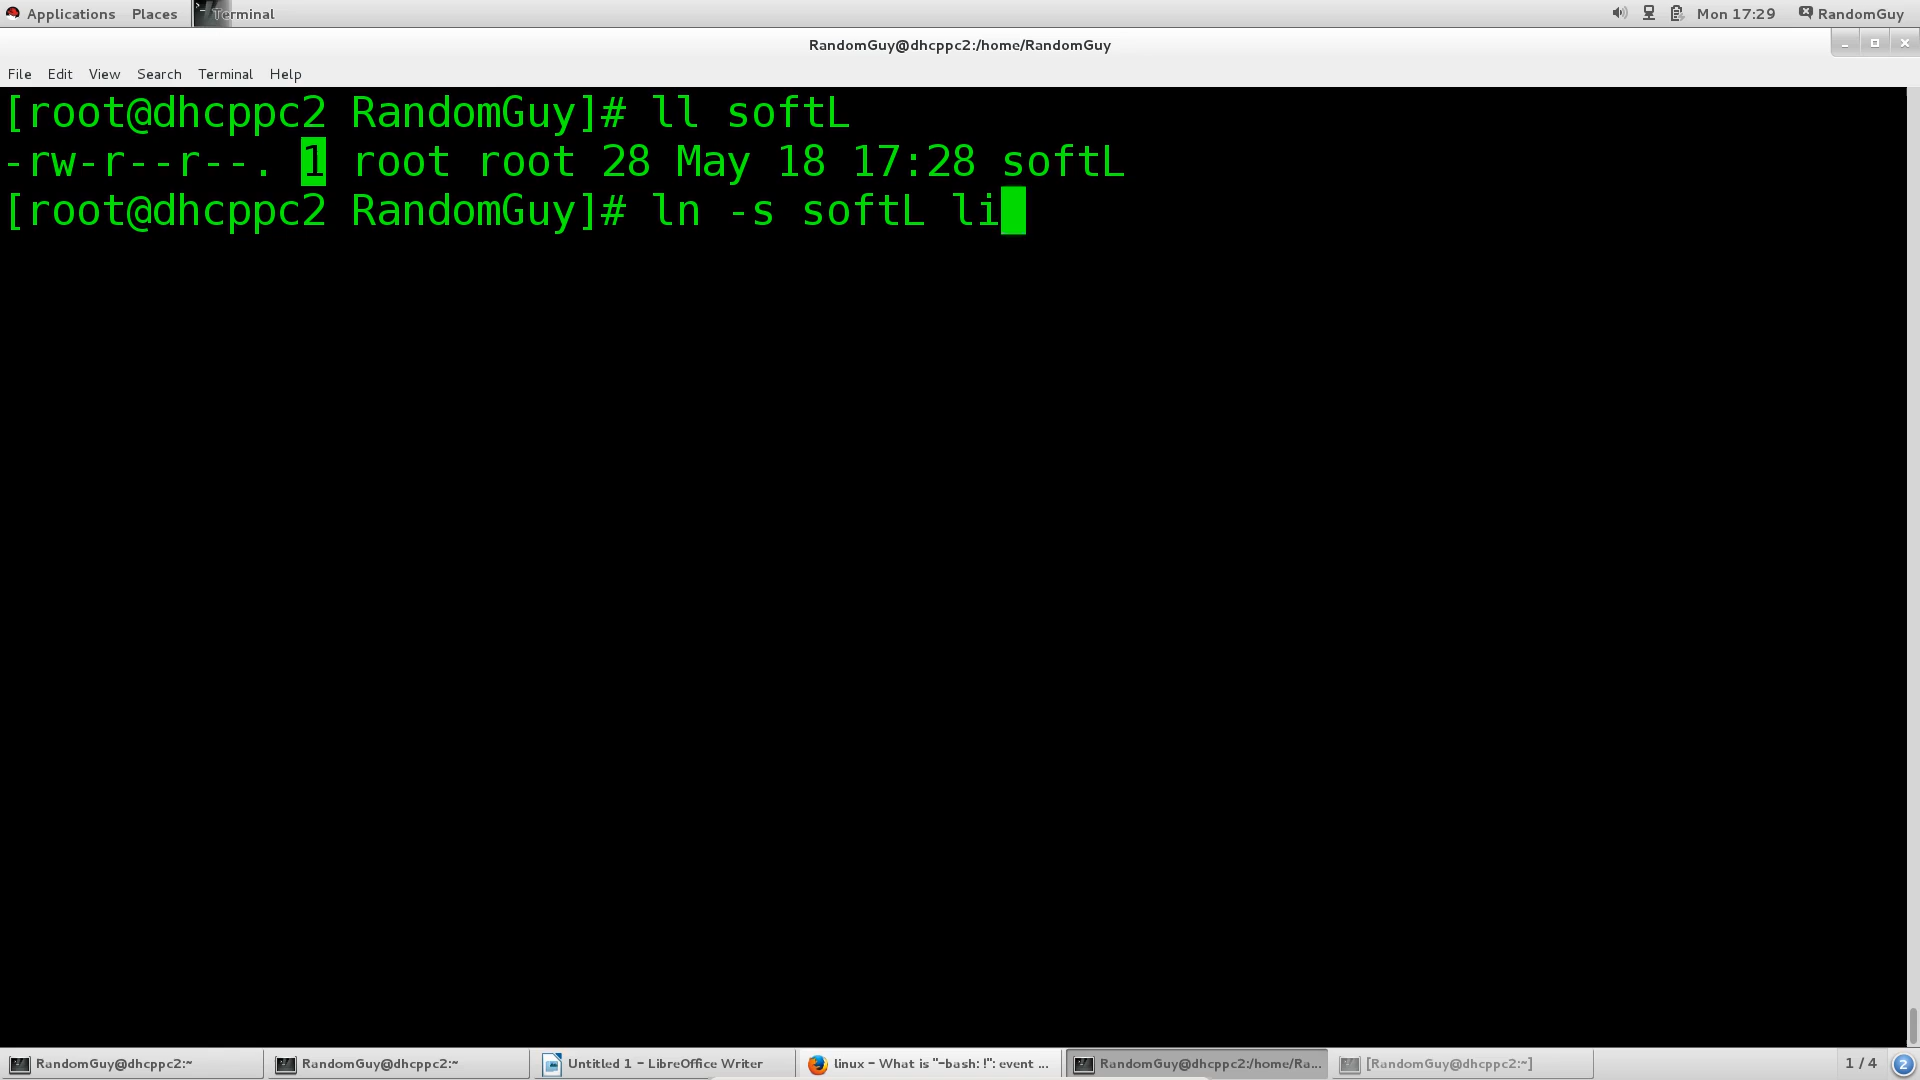 Applications Places Terminal Mon 17:29 RandomGuy
RandomGuy@dhcppc2:/home/RandomGuy
File Edit View Search Terminal Help
[root@dhcppc2 RandomGuy]# ll softL
-rw-r--r--. 1 root root 28 May 18 17:28 softL
[root@dhcppc2 RandomGuy]# ln -s softL li
RandomGuy@dhcppc2:~ RandomGuy@dhcppc2:~ Untitled 1 - LibreOffice Writer linux - What is "-bash: !": event ... RandomGuy@dhcppc2:/home/Ra... [RandomGuy@dhcppc2:~] 1 / 4 2